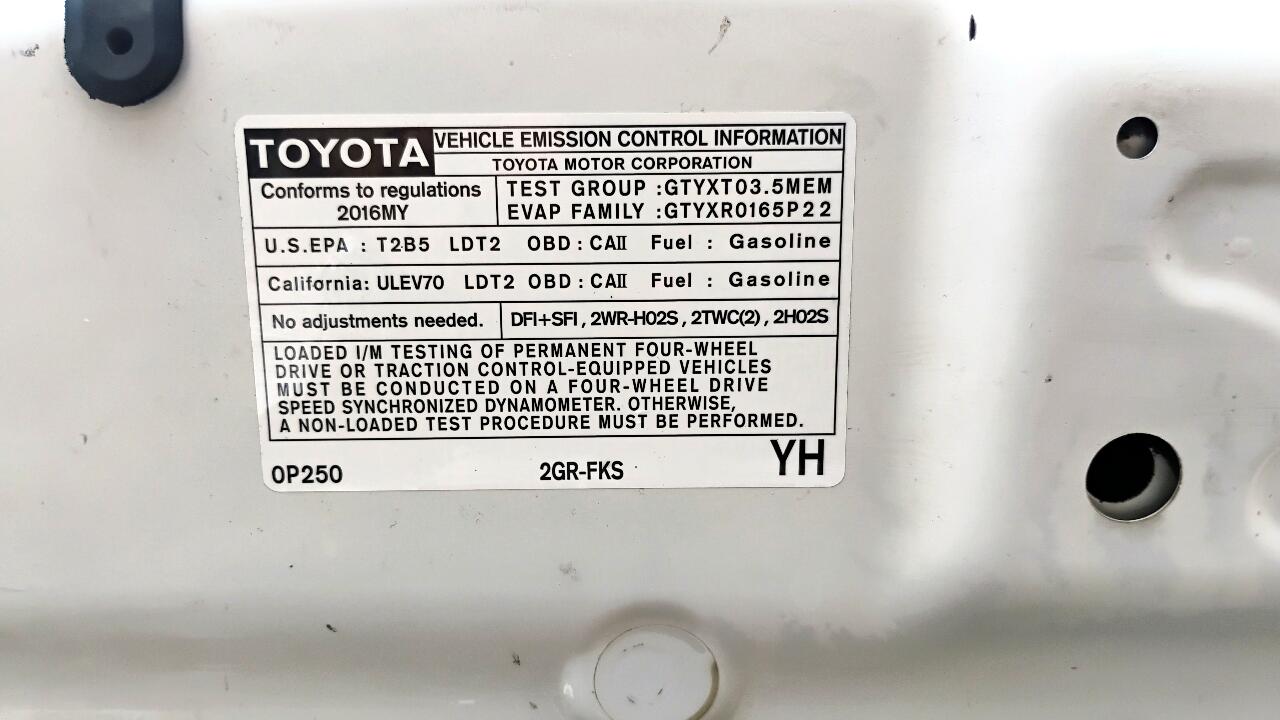 TOYOTA VEHICLE EMISSION CONTROL INFORMATION
TOYOTA MOTOR CORPORATION
Conforms to regulations
2016MY
TEST GROUP :GTYXT03.5MEM
EVAP FAMILY :GTYXR0165P22
U.S.EPA : T2B5 LDT2 OBD : CAII Fuel : Gasoline
California: ULEV70 LDT2 OBD : CAII Fuel : Gasoline
No adjustments needed. DFI+SFI, 2WR-HO2S, 2TWC(2), 2HO2S
LOADED I/M TESTING OF PERMANENT FOUR-WHEEL
DRIVE OR TRACTION CONTROL-EQUIPPED VEHICLES
MUST BE CONDUCTED ON A FOUR-WHEEL DRIVE
SPEED SYNCHRONIZED DYNAMOMETER. OTHERWISE,
A NON-LOADED TEST PROCEDURE MUST BE PERFORMED.
0P250 2GR-FKS YH